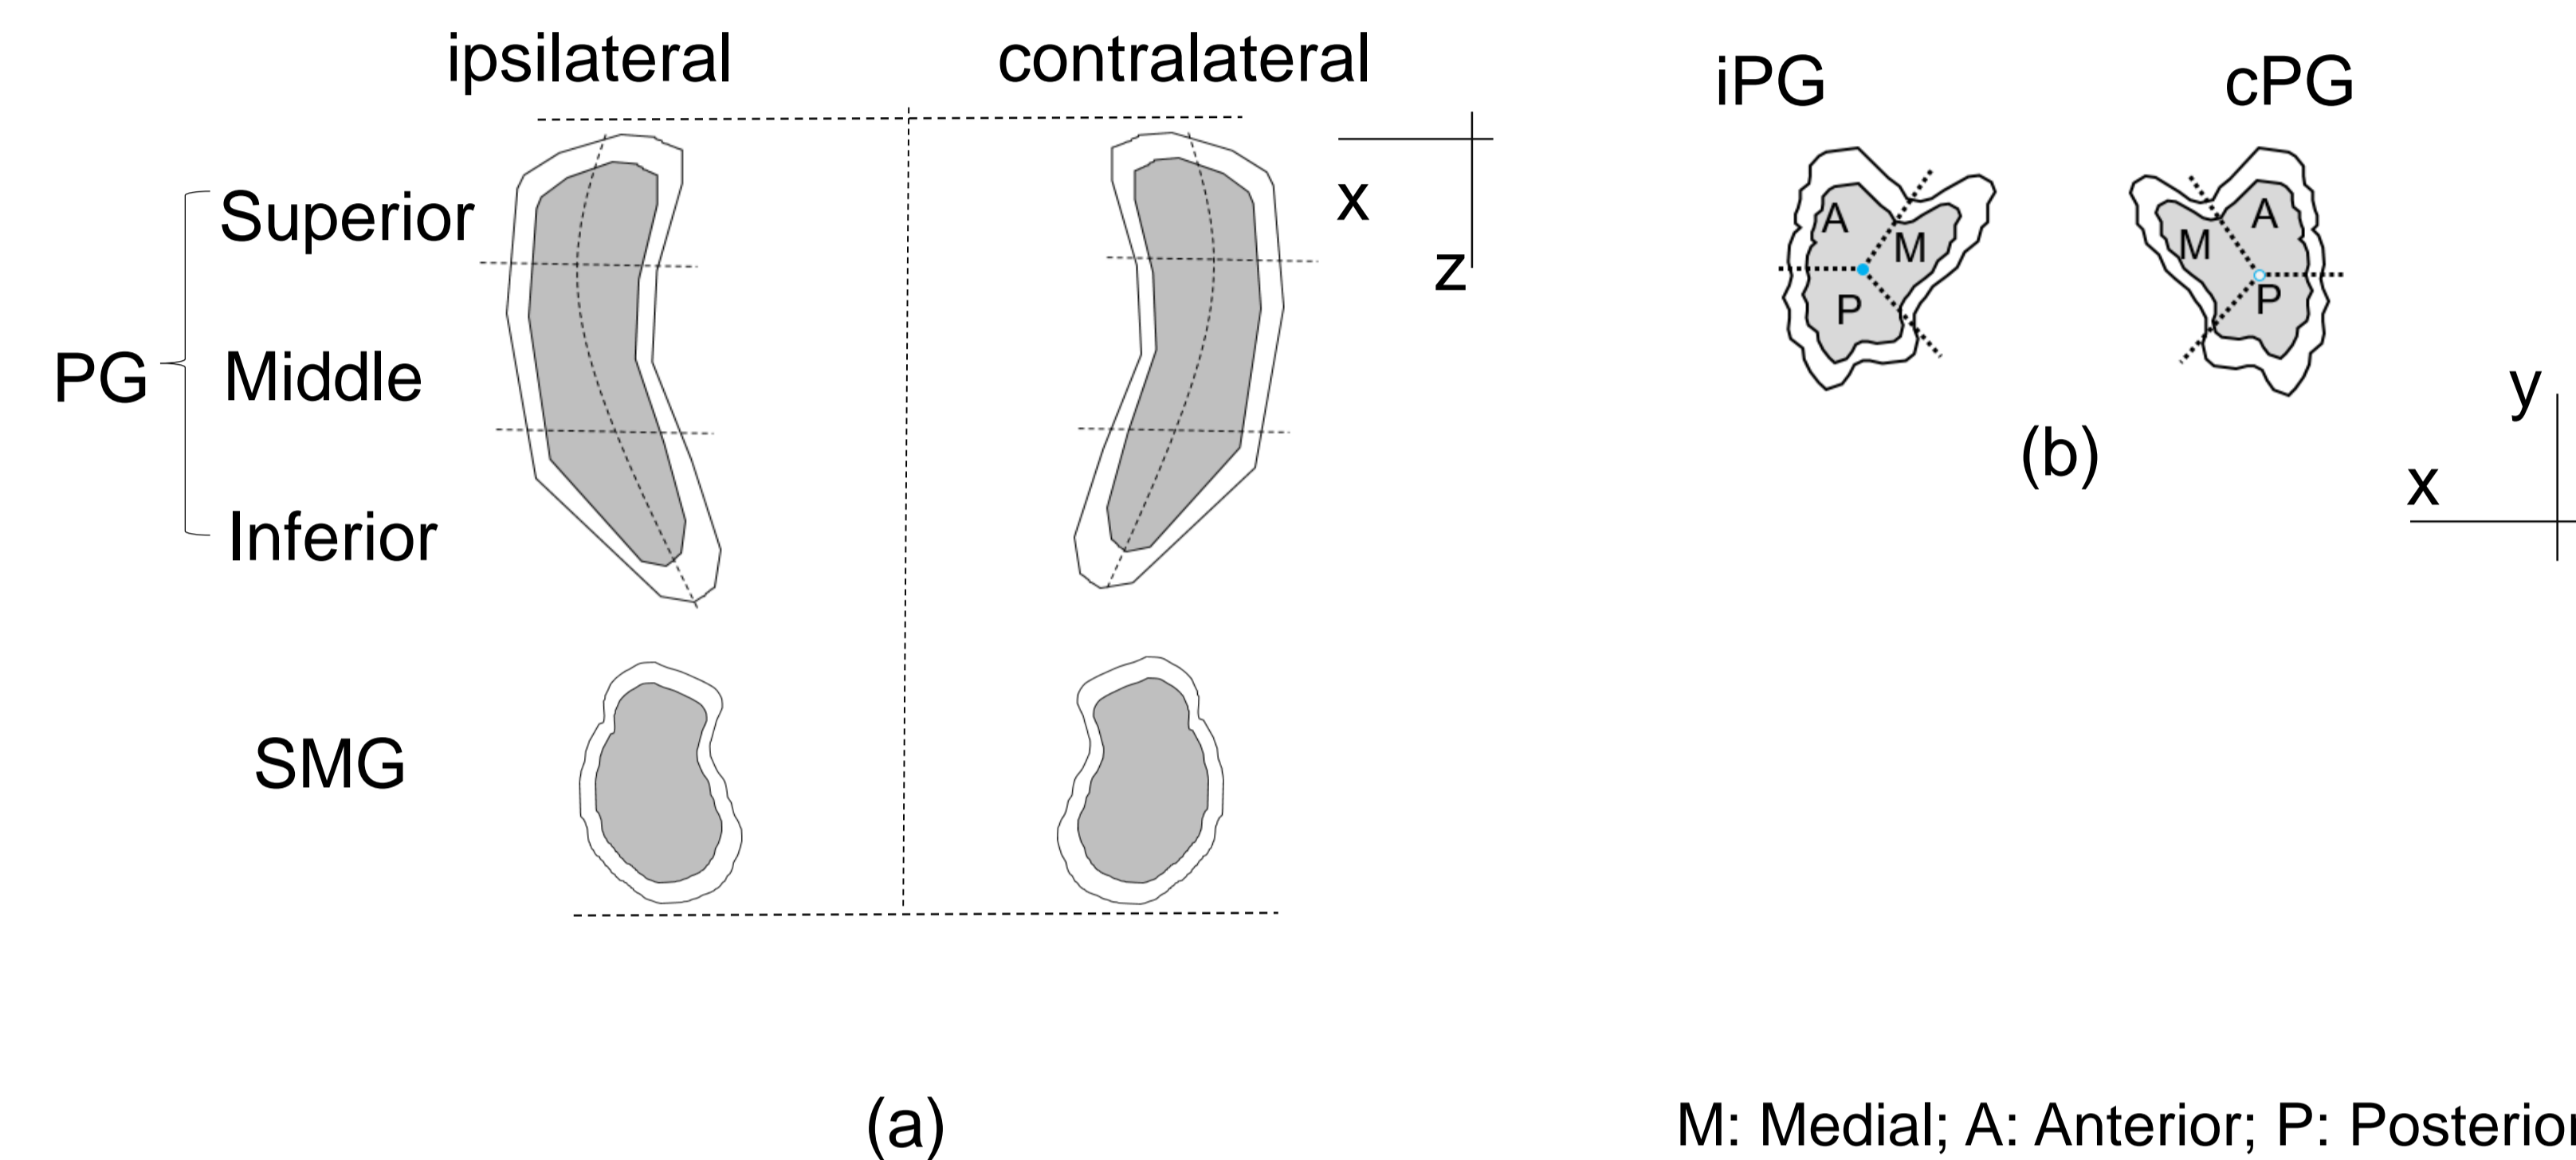 ipsilateral
contralateral
Superior
PG
Middle
Inferior
SMG
x
z
(a)
iPG
cPG
A
M
P
M
A
P
(b)
y
x
M: Medial; A: Anterior; P: Posterior